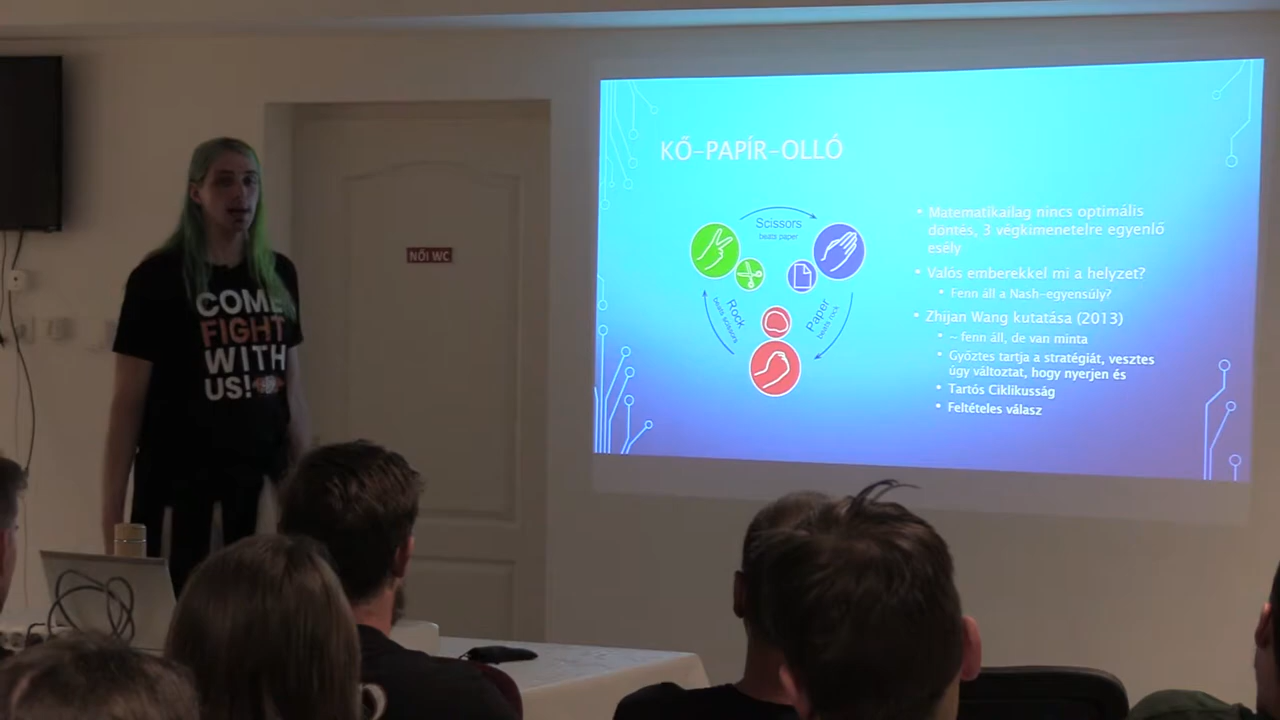 KŐ-PAPÍR-OLLÓ
Scissors
beats paper
Rock
beats scissors
Paper
beats rock
• Matematikailag nincs optimális
döntés, 3 végkimenetelre egyenlő
esély
• Valós emberekkel mi a helyzet?
• Fenn áll a Nash-egyensúly?
• Zhijan Wang kutatása (2013)
• ~ fenn áll, de van minta
• Győztes tartja a stratégiát, vesztes
úgy változtat, hogy nyerjen és
• Tartós Ciklikusság
• Feltételes válasz
NŐI WC
COME
FIGHT
WITH
US!